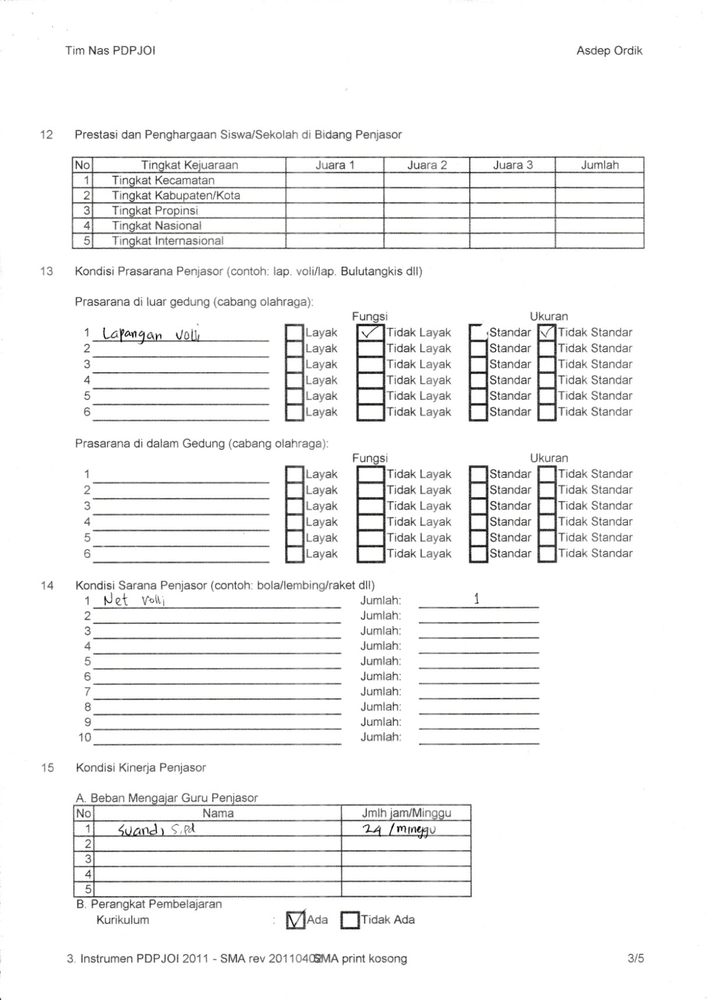 Tim Nas PDPJOI Asdep Ordik
12 Prestasi dan Penghargaan Siswa/Sekolah di Bidang Penjasor
No Tingkat Kejuaraan Juara 1 Juara 2 Juara 3 Jumlah
1 Tingkat Kecamatan
2 Tingkat Kabupaten/Kota
3 Tingkat Propinsi
4 Tingkat Nasional
5 Tingkat Internasional
13 Kondisi Prasarana Penjasor (contoh: lap. voli/lap. Bulutangkis dll)
Prasarana di luar gedung (cabang olahraga):
Fungsi Ukuran
1 Lapangan Volli Layak ✓ Tidak Layak Standar ✓ Tidak Standar
2 Layak Tidak Layak Standar Tidak Standar
3 Layak Tidak Layak Standar Tidak Standar
4 Layak Tidak Layak Standar Tidak Standar
5 Layak Tidak Layak Standar Tidak Standar
6 Layak Tidak Layak Standar Tidak Standar
Prasarana di dalam Gedung (cabang olahraga):
Fungsi Ukuran
1 Layak Tidak Layak Standar Tidak Standar
2 Layak Tidak Layak Standar Tidak Standar
3 Layak Tidak Layak Standar Tidak Standar
4 Layak Tidak Layak Standar Tidak Standar
5 Layak Tidak Layak Standar Tidak Standar
6 Layak Tidak Layak Standar Tidak Standar
14 Kondisi Sarana Penjasor (contoh: bola/lembing/raket dll)
1 Net Volli Jumlah: 1
2 Jumlah:
3 Jumlah:
4 Jumlah:
5 Jumlah:
6 Jumlah:
7 Jumlah:
8 Jumlah:
9 Jumlah:
10 Jumlah:
15 Kondisi Kinerja Penjasor
A. Beban Mengajar Guru Penjasor
No Nama Jmlh jam/Minggu
1 Suandi S.Pd 24 /minggu
2
3
4
5
B. Perangkat Pembelajaran
Kurikulum : ✓ Ada Tidak Ada
3. Instrumen PDPJOI 2011 - SMA rev 20110402 SMA print kosong 3/5